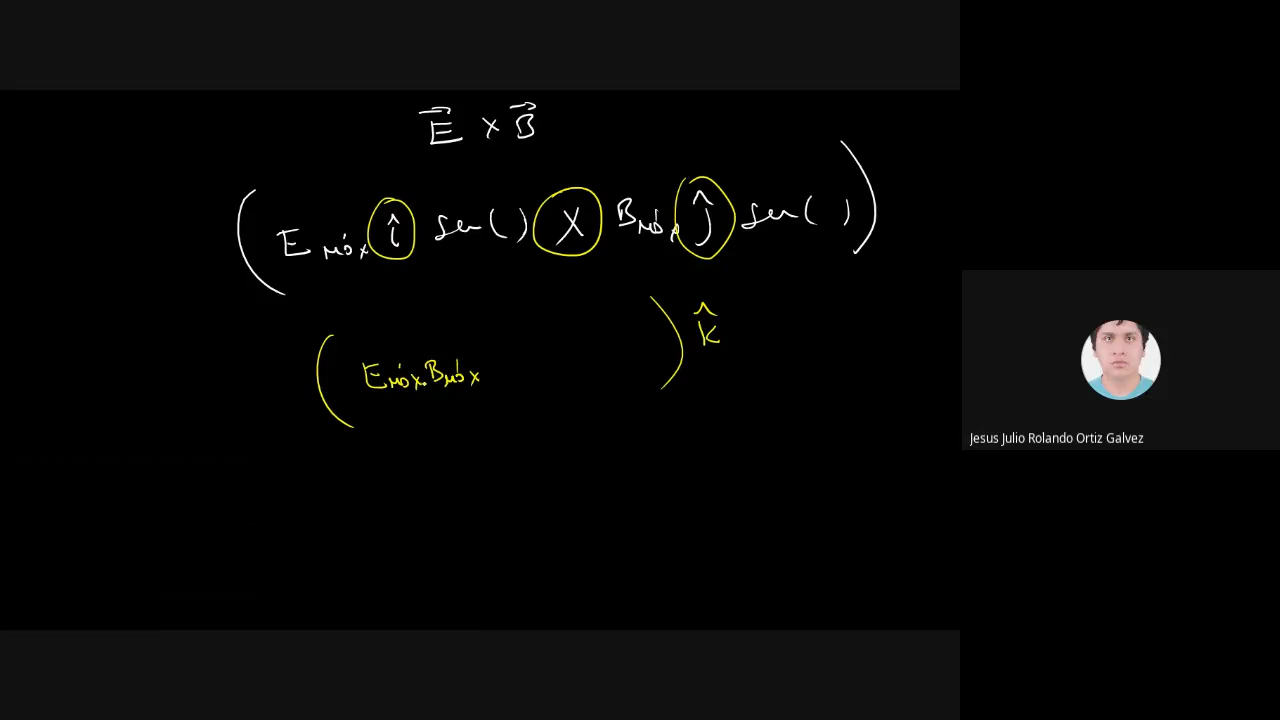 E⃗ × B⃗
( E máx î sen ( ) X B máx ĵ sen ( ) )
( E máx . B máx ) k̂
Jesus Julio Rolando Ortiz Galvez